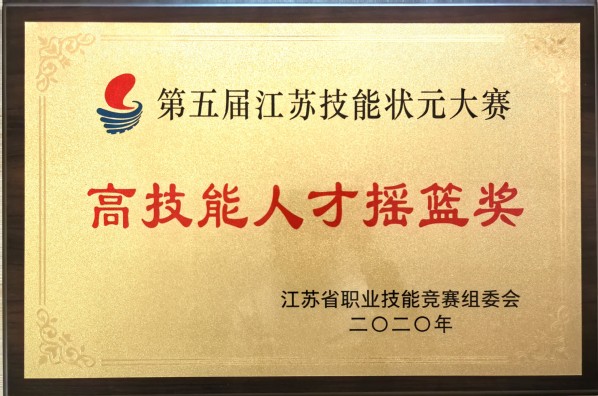 第五届江苏技能状元大赛
高技能人才摇篮奖
江苏省职业技能竞赛组委会
二〇二〇年